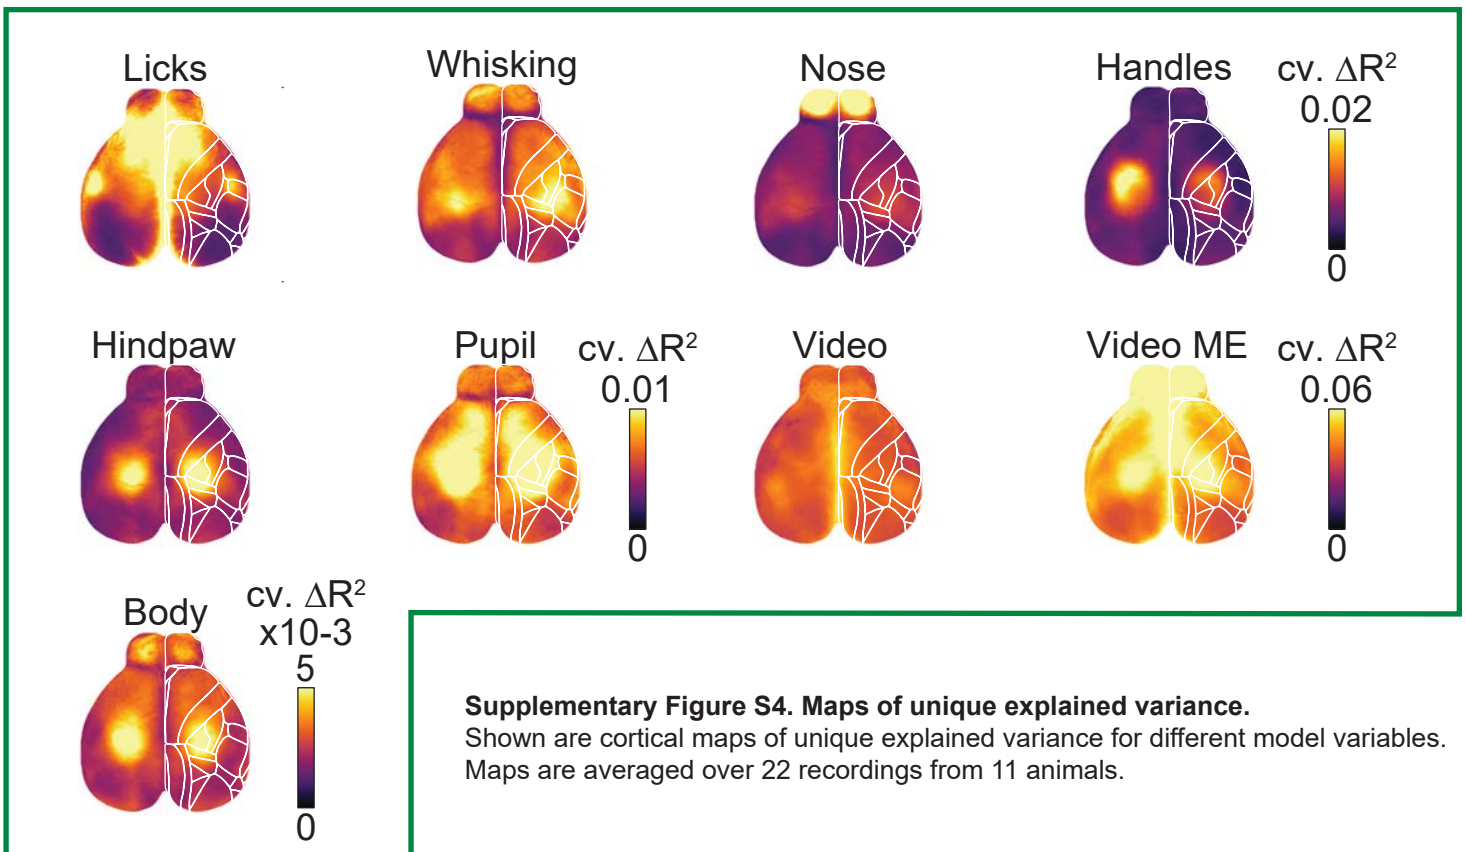 Licks
Whisking
Nose
Handles
cv. ΔR²
0.02
0
Hindpaw
Pupil
cv. ΔR²
0.01
0
Video
Video ME
cv. ΔR²
0.06
0
Body
cv. ΔR²
x10-3
5
0
Supplementary Figure S4. Maps of unique explained variance.
Shown are cortical maps of unique explained variance for different model variables.
Maps are averaged over 22 recordings from 11 animals.